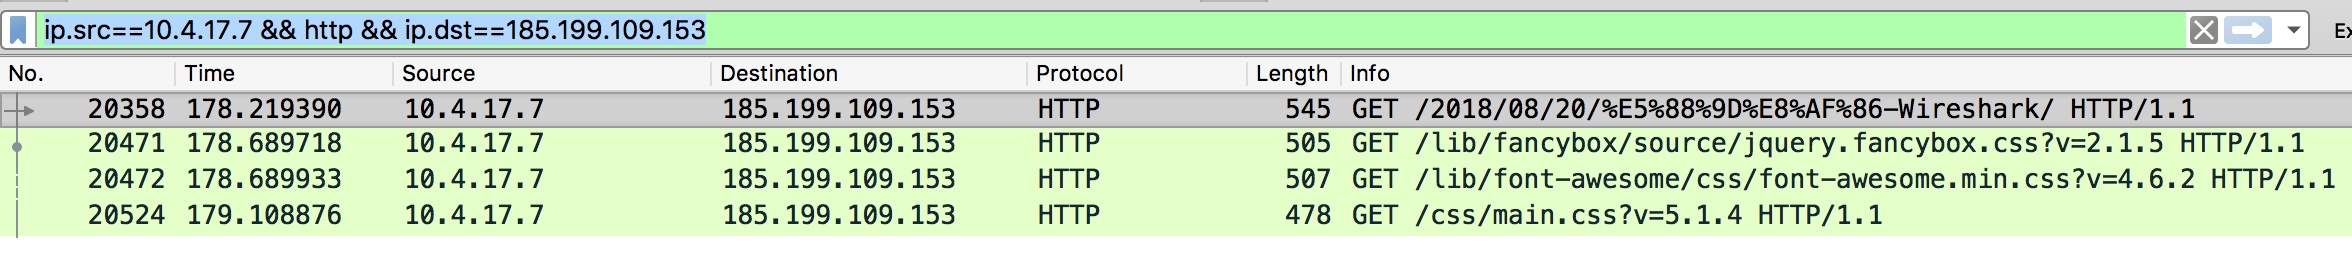 ip.src==10.4.17.7 && http && ip.dst==185.199.109.153 Ex
No. Time Source Destination Protocol Length Info
20358 178.219390 10.4.17.7 185.199.109.153 HTTP 545 GET /2018/08/20/%E5%88%9D%E8%AF%86-Wireshark/ HTTP/1.1
20471 178.689718 10.4.17.7 185.199.109.153 HTTP 505 GET /lib/fancybox/source/jquery.fancybox.css?v=2.1.5 HTTP/1.1
20472 178.689933 10.4.17.7 185.199.109.153 HTTP 507 GET /lib/font-awesome/css/font-awesome.min.css?v=4.6.2 HTTP/1.1
20524 179.108876 10.4.17.7 185.199.109.153 HTTP 478 GET /css/main.css?v=5.1.4 HTTP/1.1